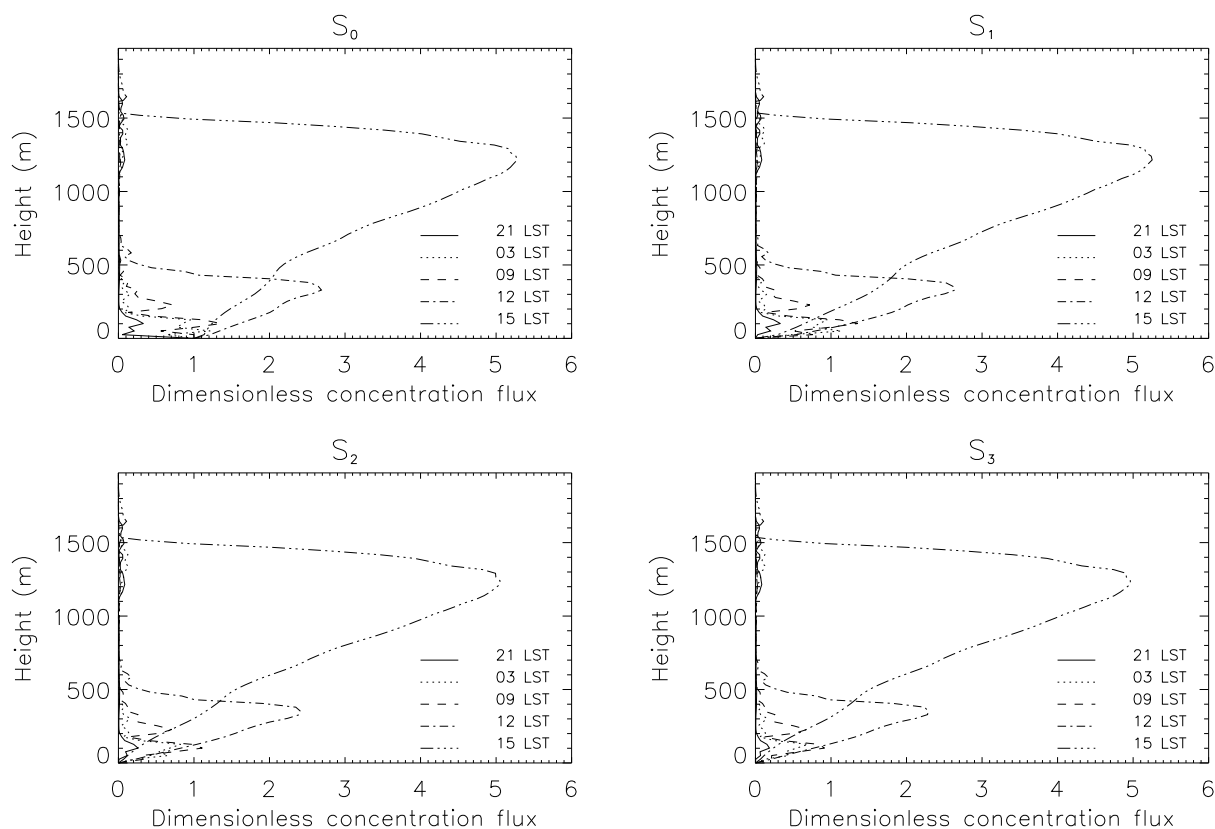 S0
Height (m)
1500
1000
500
0
21 LST
03 LST
09 LST
12 LST
15 LST
0 1 2 3 4 5 6
Dimensionless concentration flux
S1
Height (m)
1500
1000
500
0
21 LST
03 LST
09 LST
12 LST
15 LST
0 1 2 3 4 5 6
Dimensionless concentration flux
S2
Height (m)
1500
1000
500
0
21 LST
03 LST
09 LST
12 LST
15 LST
0 1 2 3 4 5 6
Dimensionless concentration flux
S3
Height (m)
1500
1000
500
0
21 LST
03 LST
09 LST
12 LST
15 LST
0 1 2 3 4 5 6
Dimensionless concentration flux